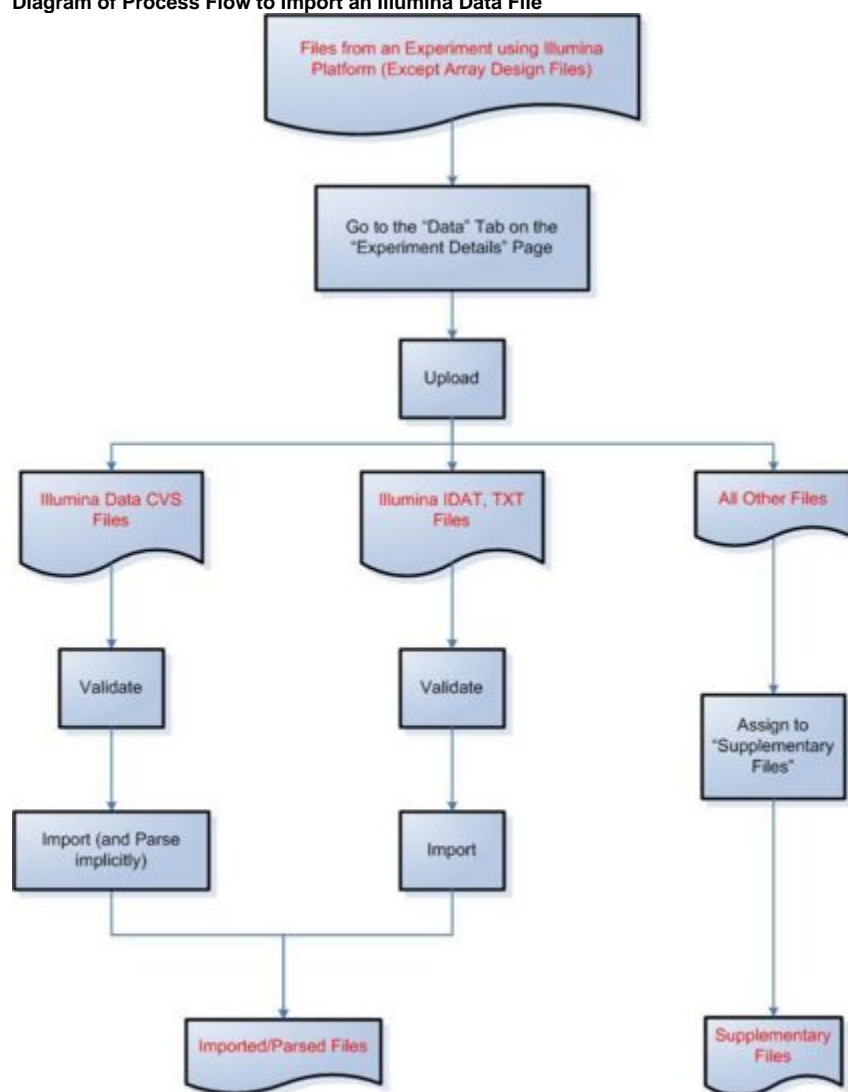 Diagram of Process Flow to Import an Illumina Data File
Files from an Experiment using Illumina
Platform (Except Array Design Files)
Go to the “Data” Tab on the
“Experiment Details” Page
Upload
Illumina Data CVS
Files
Illumina IDAT, TXT
Files
All Other Files
Validate
Validate
Assign to
“Supplementary
Files”
Import (and Parse
implicitly)
Import
Imported/Parsed Files
Supplementary
Files